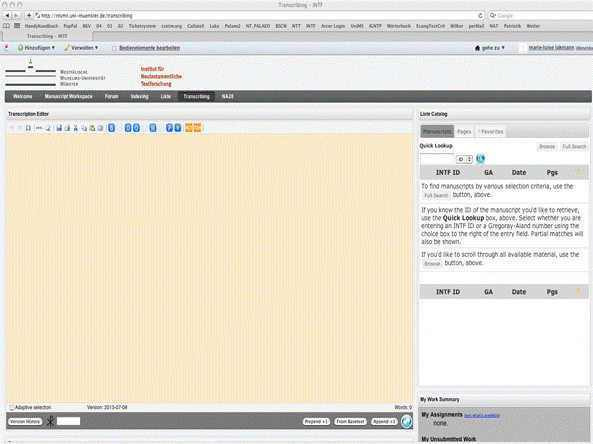 Transcribing - INTF
http://ntvmr.uni-muenster.de/transcribing
Google
Handyhandbuch PayPal BKV 04 01 02 Ticketsystem csntm.org CollateX Lake Palaeo2 NT_PALAEO BSCW NTT INTF Arcor Login UniMS IGNTP Wörterbuch EvangTextCrit Wilker perMail NAT Patristik Wetter
Transcribing - INTF
Hinzufügen Verwalten Bedienelemente bearbeiten gehe zu marie-luise lakmann
WESTFÄLISCHE
WILHELMS-UNIVERSITÄT
MÜNSTER
Institut für
Neutestamentliche
Textforschung
Welcome Manuscript Workspace Forum Indexing Liste Transcribing NA28
Transcription Editor
Adaptive selection Version: 2013-07-08 Words: 0
Version History Prepend +1 From Basetext Append +1
Liste Catalog
Manuscripts Pages Favorites
Quick Lookup Browse Full Search
ID
INTF ID GA Date Pgs
To find manuscripts by various selection criteria, use the
Full Search button, above.
If you know the ID of the manuscript you'd like to retrieve,
use the Quick Lookup box, above. Select whether you are
entering an INTF ID or a Gregoray-Aland number using the
choice box to the right of the entry field. Partial matches will
also be shown.
If you'd like to scroll through all available material, use the
Browse button, above.
INTF ID GA Date Pgs
My Work Summary
My Assignments
none.
My Unsubmitted Work